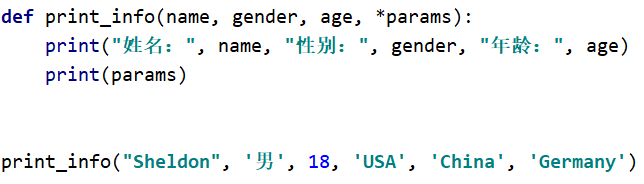 def print_info(name, gender, age, *params):
    print("姓名：", name, "性别：", gender, "年龄：", age)
    print(params)
print_info("Sheldon", '男', 18, 'USA', 'China', 'Germany')